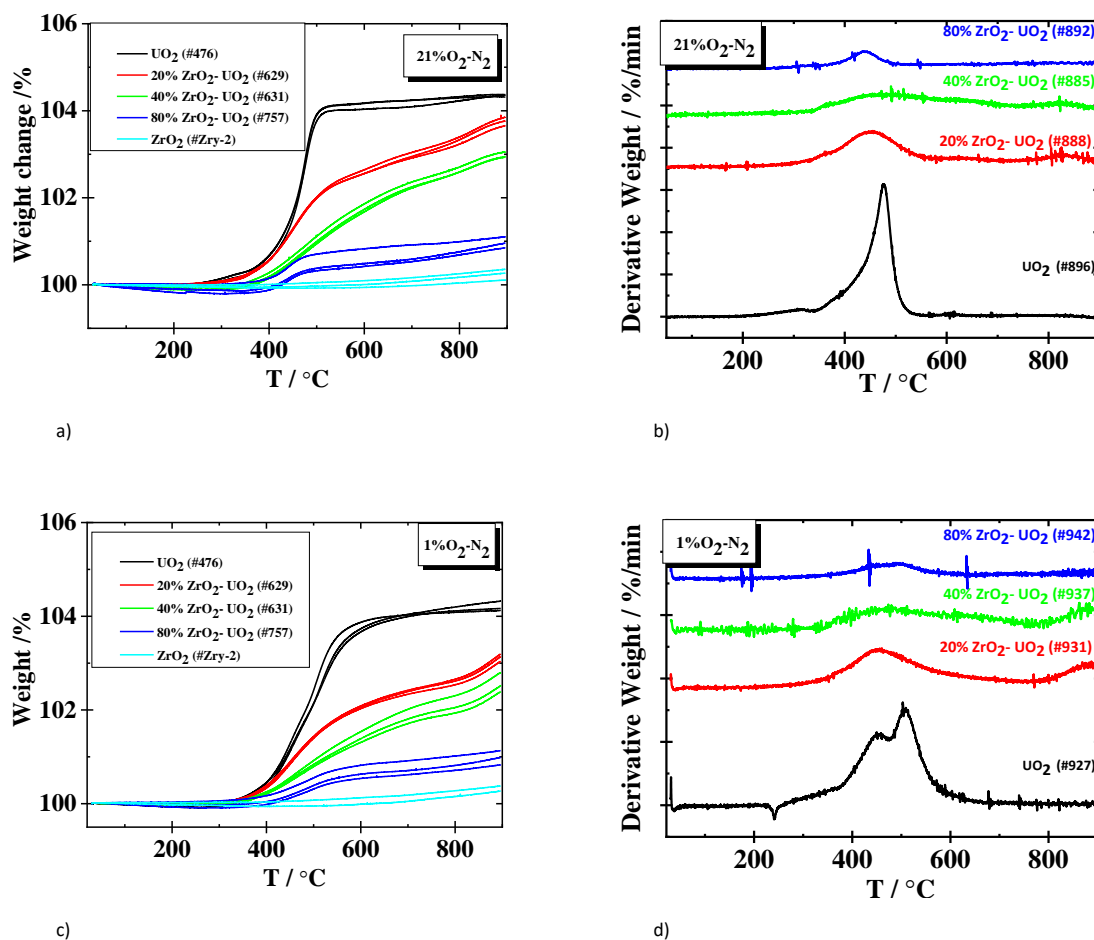 106
104
102
100
Weight change /%
UO2 (#476)
20% ZrO2- UO2 (#629)
40% ZrO2- UO2 (#631)
80% ZrO2- UO2 (#757)
ZrO2 (#Zry-2)
21%O2-N2
200 400 600 800
T / °C
a)
Derivative Weight / %/min
21%O2-N2
80% ZrO2- UO2 (#892)
40% ZrO2- UO2 (#885)
20% ZrO2- UO2 (#888)
UO2 (#896)
200 400 600 800
T / °C
b)
106
104
102
100
Weight /%
UO2 (#476)
20% ZrO2- UO2 (#629)
40% ZrO2- UO2 (#631)
80% ZrO2- UO2 (#757)
ZrO2 (#Zry-2)
1%O2-N2
200 400 600 800
T / °C
c)
Derivative Weight / %/min
1%O2-N2
80% ZrO2- UO2 (#942)
40% ZrO2- UO2 (#937)
20% ZrO2- UO2 (#931)
UO2 (#927)
200 400 600 800
T / °C
d)